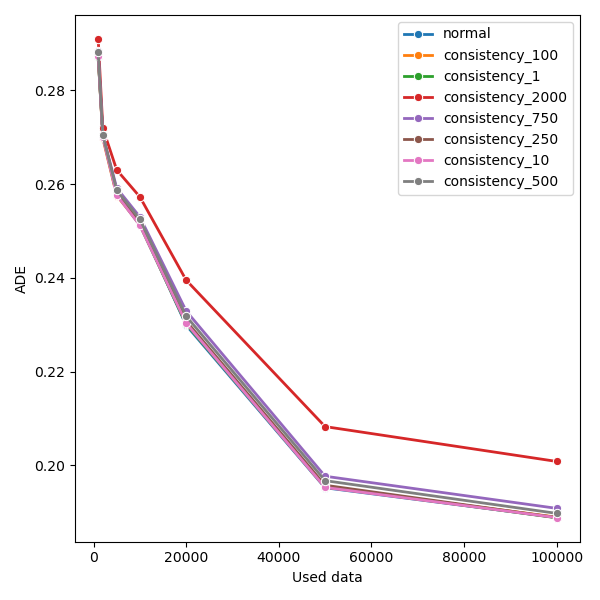 normal
consistency_100
consistency_1
consistency_2000
consistency_750
consistency_250
consistency_10
consistency_500
0.28
0.26
0.24
0.22
0.20
ADE
0 20000 40000 60000 80000 100000
Used data